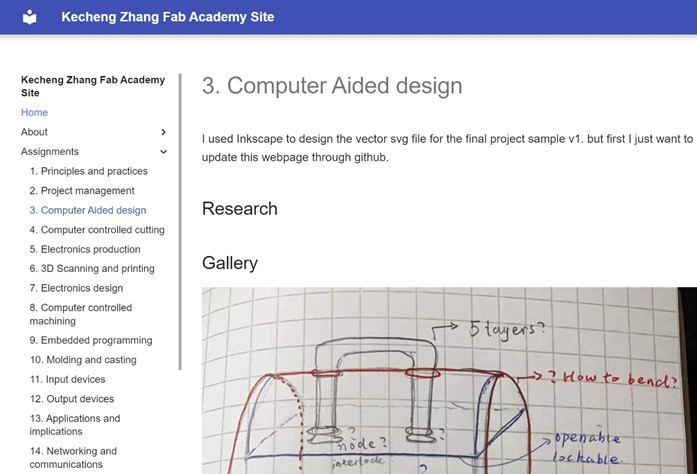 Kecheng Zhang Fab Academy Site
Kecheng Zhang Fab Academy
Site
Home
About
Assignments
1. Principles and practices
2. Project management
3. Computer Aided design
4. Computer controlled cutting
5. Electronics production
6. 3D Scanning and printing
7. Electronics design
8. Computer controlled
machining
9. Embedded programming
10. Molding and casting
11. Input devices
12. Output devices
13. Applications and
implications
14. Networking and
communications
3. Computer Aided design
I used Inkscape to design the vector svg file for the final project sample v1. but first I just want to
update this webpage through github.
Research
Gallery
5 layers?
? How to bend?
?
node?
?
interlock
?
openable
lockable